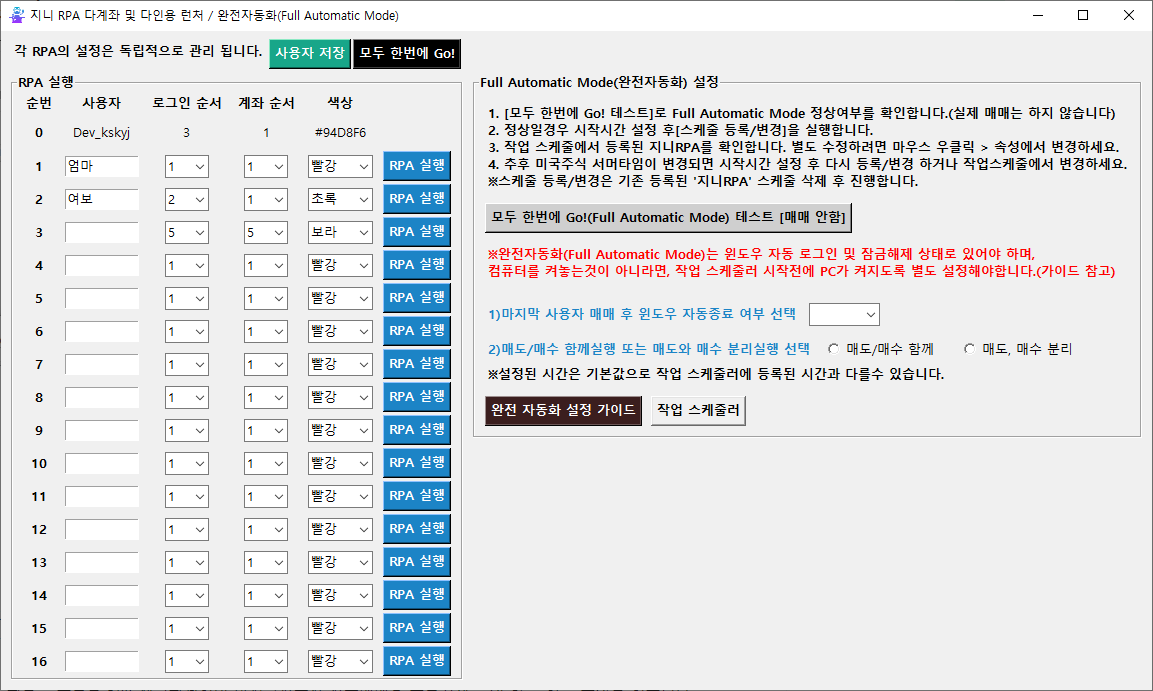 지니 RPA 다계좌 및 다인용 런처 / 완전자동화(Full Automatic Mode)
각 RPA의 설정은 독립적으로 관리 됩니다. 사용자 저장 모두 한번에 Go!
RPA 실행
순번 사용자 로그인 순서 계좌 순서 색상
0 Dev_kskyj 3 1 #94D8F6
1 엄마 1 1 빨강 RPA 실행
2 여보 2 1 초록 RPA 실행
3 5 5 보라 RPA 실행
4 1 1 빨강 RPA 실행
5 1 1 빨강 RPA 실행
6 1 1 빨강 RPA 실행
7 1 1 빨강 RPA 실행
8 1 1 빨강 RPA 실행
9 1 1 빨강 RPA 실행
10 1 1 빨강 RPA 실행
11 1 1 빨강 RPA 실행
12 1 1 빨강 RPA 실행
13 1 1 빨강 RPA 실행
14 1 1 빨강 RPA 실행
15 1 1 빨강 RPA 실행
16 1 1 빨강 RPA 실행
Full Automatic Mode(완전자동화) 설정
1. [모두 한번에 Go! 테스트]로 Full Automatic Mode 정상여부를 확인합니다.(실제 매매는 하지 않습니다)
2. 정상일경우 시작시간 설정 후[스케줄 등록/변경]을 실행합니다.
3. 작업 스케줄에서 등록된 지니RPA를 확인합니다. 별도 수정하려면 마우스 우클릭 > 속성에서 변경하세요.
4. 추후 미국주식 서머타임이 변경되면 시작시간 설정 후 다시 등록/변경 하거나 작업스케줄에서 변경하세요.
※스케줄 등록/변경은 기존 등록된 '지니RPA' 스케줄 삭제 후 진행합니다.
모두 한번에 Go!(Full Automatic Mode) 테스트 [매매 안함]
※완전자동화(Full Automatic Mode)는 윈도우 자동 로그인 및 잠금해제 상태로 있어야 하며,
컴퓨터를 켜놓는것이 아니라면, 작업 스케줄러 시작전에 PC가 켜지도록 별도 설정해야합니다.(가이드 참고)
1)마지막 사용자 매매 후 윈도우 자동종료 여부 선택
2)매도/매수 함께실행 또는 매도와 매수 분리실행 선택 매도/매수 함께 매도, 매수 분리
※설정된 시간은 기본값으로 작업 스케줄러에 등록된 시간과 다를수 있습니다.
완전 자동화 설정 가이드 작업 스케줄러